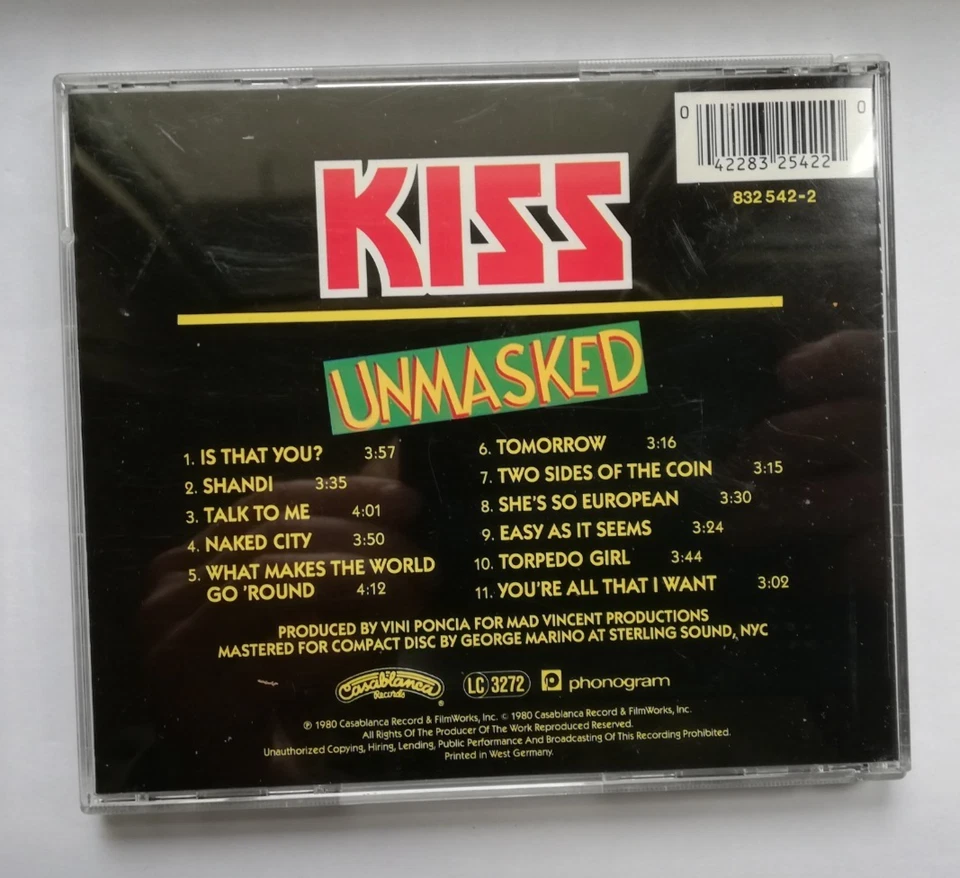 0 0
42283 25422
832 542-2
KISS
UNMASKED
1. IS THAT YOU? 3:57
2. SHANDI 3:35
3. TALK TO ME 4:01
4. NAKED CITY 3:50
5. WHAT MAKES THE WORLD
GO 'ROUND 4:12
6. TOMORROW 3:16
7. TWO SIDES OF THE COIN 3:15
8. SHE'S SO EUROPEAN 3:30
9. EASY AS IT SEEMS 3:24
10. TORPEDO GIRL 3:44
11. YOU'RE ALL THAT I WANT 3:02
PRODUCED BY VINI PONCIA FOR MAD VINCENT PRODUCTIONS
MASTERED FOR COMPACT DISC BY GEORGE MARINO AT STERLING SOUND, NYC
Casablanca
Records ®
LC 3272
phonogram
℗ 1980 Casablanca Record & FilmWorks, Inc. © 1980 Casablanca Record & FilmWorks, Inc.
All Rights Of The Producer Of The Work Reproduced Reserved.
Unauthorized Copying, Hiring, Lending, Public Performance And Broadcasting Of This Recording Prohibited.
Printed in West Germany.